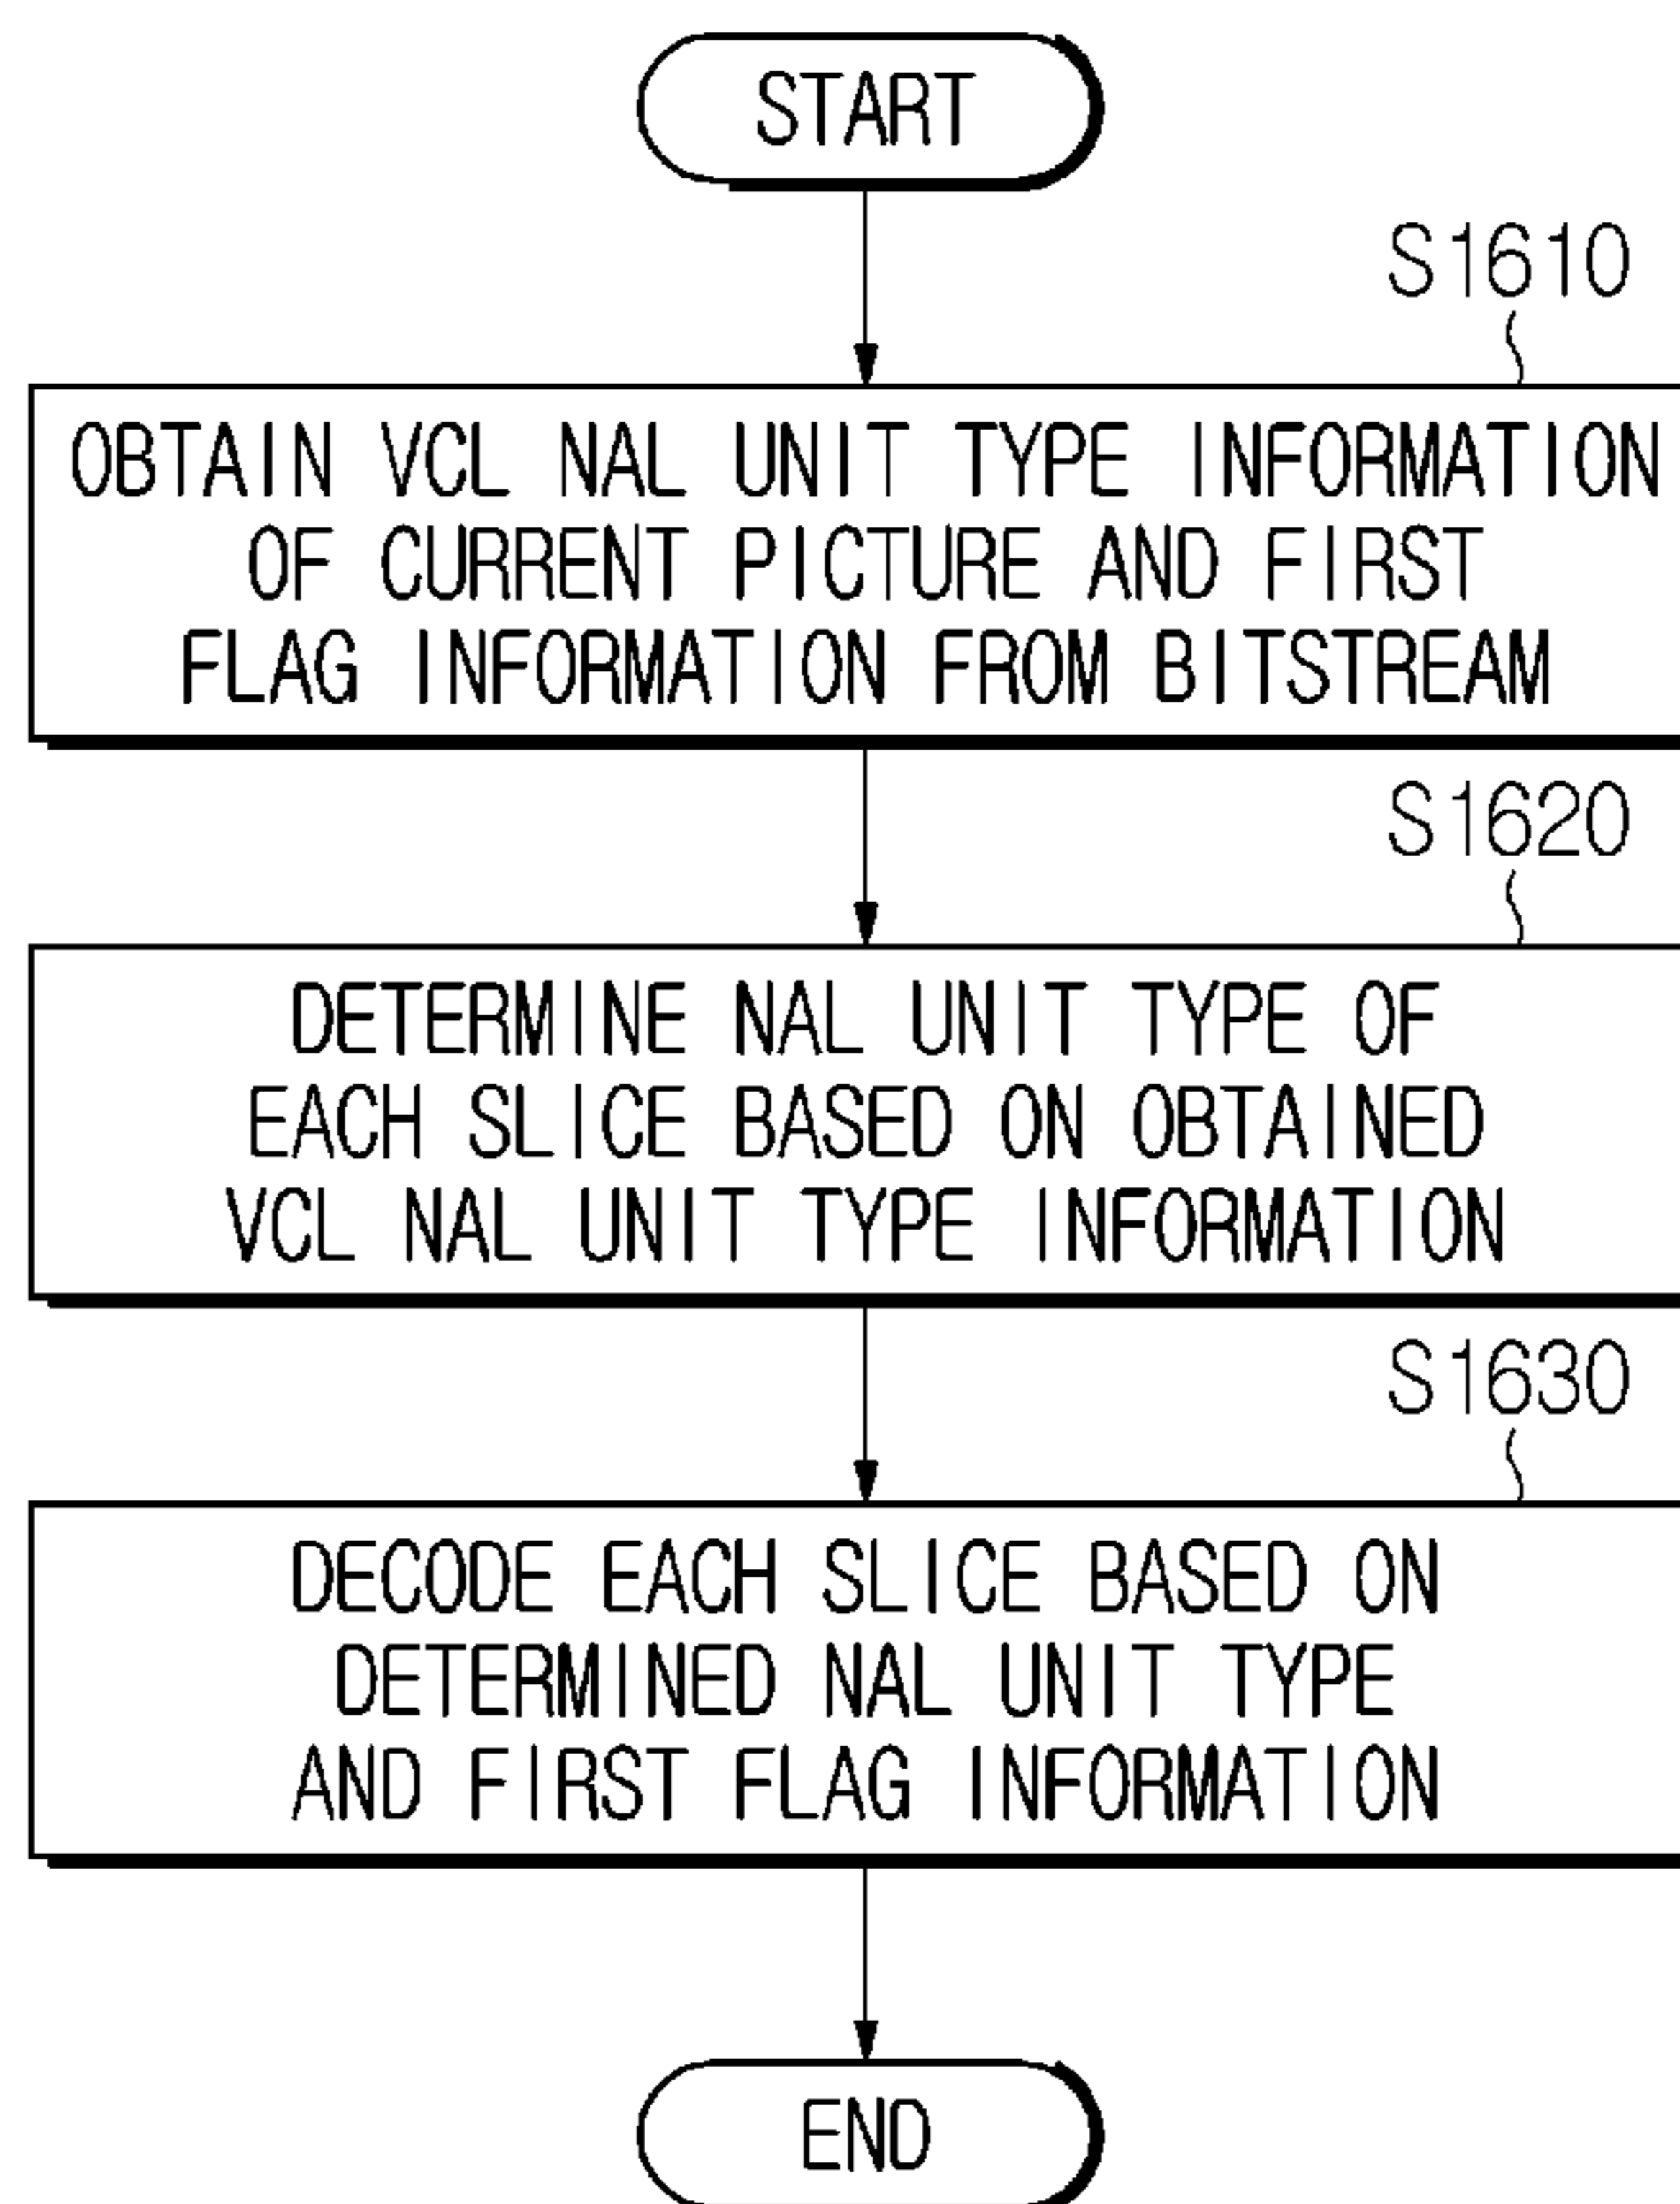 START
S1610
OBTAIN VCL NAL UNIT TYPE INFORMATION
OF CURRENT PICTURE AND FIRST
FLAG INFORMATION FROM BITSTREAM
S1620
DETERMINE NAL UNIT TYPE OF
EACH SLICE BASED ON OBTAINED
VCL NAL UNIT TYPE INFORMATION
S1630
DECODE EACH SLICE BASED ON
DETERMINED NAL UNIT TYPE
AND FIRST FLAG INFORMATION
END